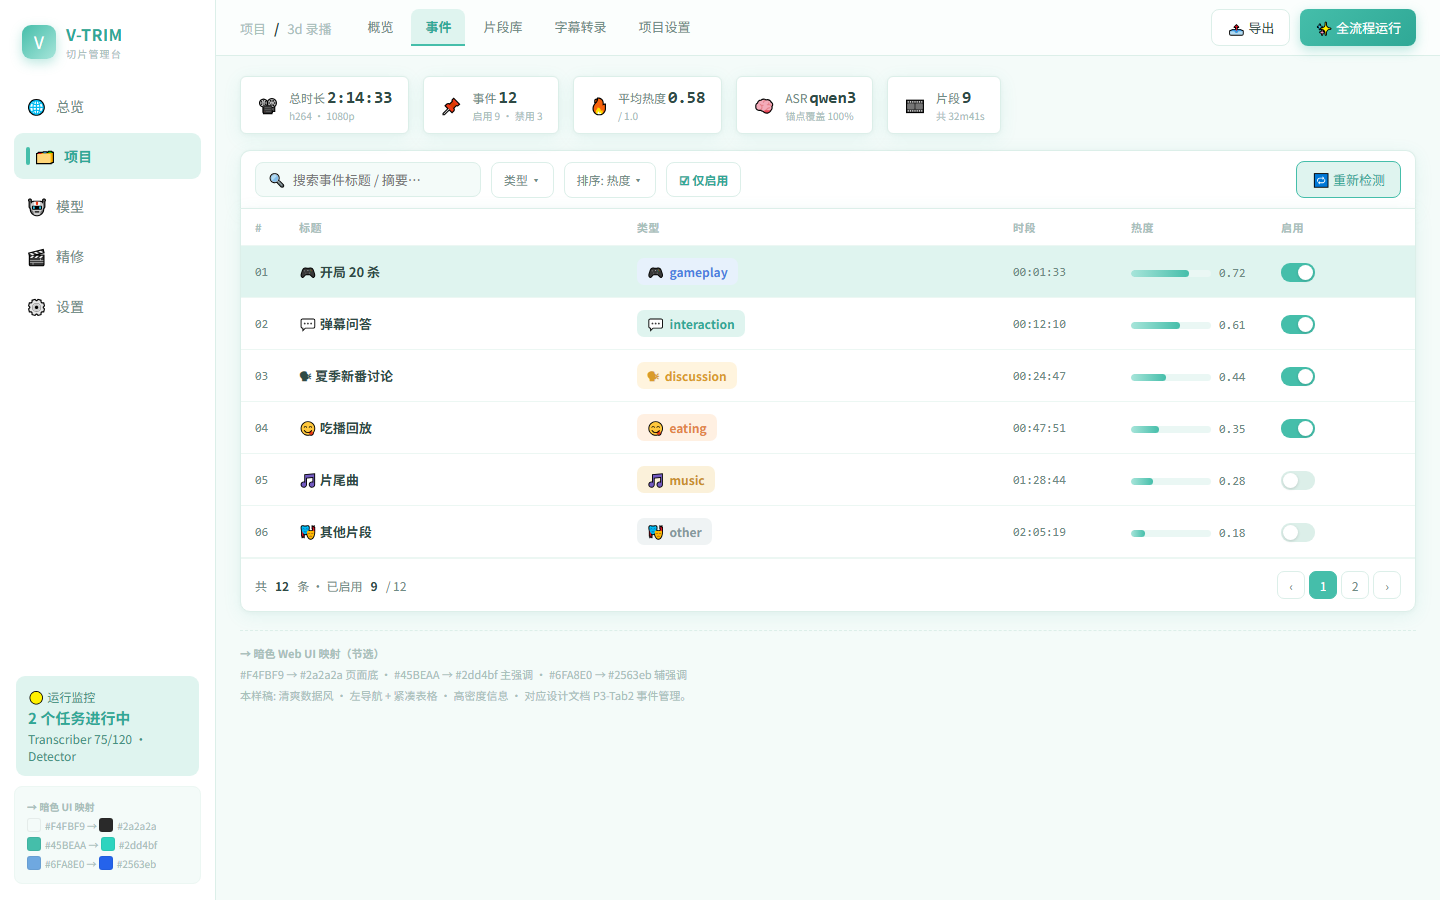 V
V-TRIM
切片管理台
总览
项目
模型
精修
设置
运行监控
2 个任务进行中
Transcriber 75/120 ·
Detector
→ 暗色 UI 映射
#F4FBF9 → #2a2a2a
#45BEAA → #2dd4bf
#6FA8E0 → #2563eb
项目 / 3d 录播
概览 事件 片段库 字幕转录 项目设置
导出 全流程运行
总时长 2:14:33
h264 · 1080p
事件 12
启用 9 · 禁用 3
平均热度 0.58
/ 1.0
ASR qwen3
锚点覆盖 100%
片段 9
共 32m41s
搜索事件标题 / 摘要… 类型 ▾ 排序: 热度 ▾ ☑ 仅启用 重新检测
# 标题 类型 时段 热度 启用
01 开局 20 杀 gameplay 00:01:33 0.72
02 弹幕问答 interaction 00:12:10 0.61
03 夏季新番讨论 discussion 00:24:47 0.44
04 吃播回放 eating 00:47:51 0.35
05 片尾曲 music 01:28:44 0.28
06 其他片段 other 02:05:19 0.18
共 12 条 · 已启用 9 / 12 ‹ 1 2 ›
→ 暗色 Web UI 映射（节选）
#F4FBF9 → #2a2a2a 页面底 · #45BEAA → #2dd4bf 主强调 · #6FA8E0 → #2563eb 辅强调
本样稿: 清爽数据风 · 左导航 + 紧凑表格 · 高密度信息 · 对应设计文档 P3-Tab2 事件管理。